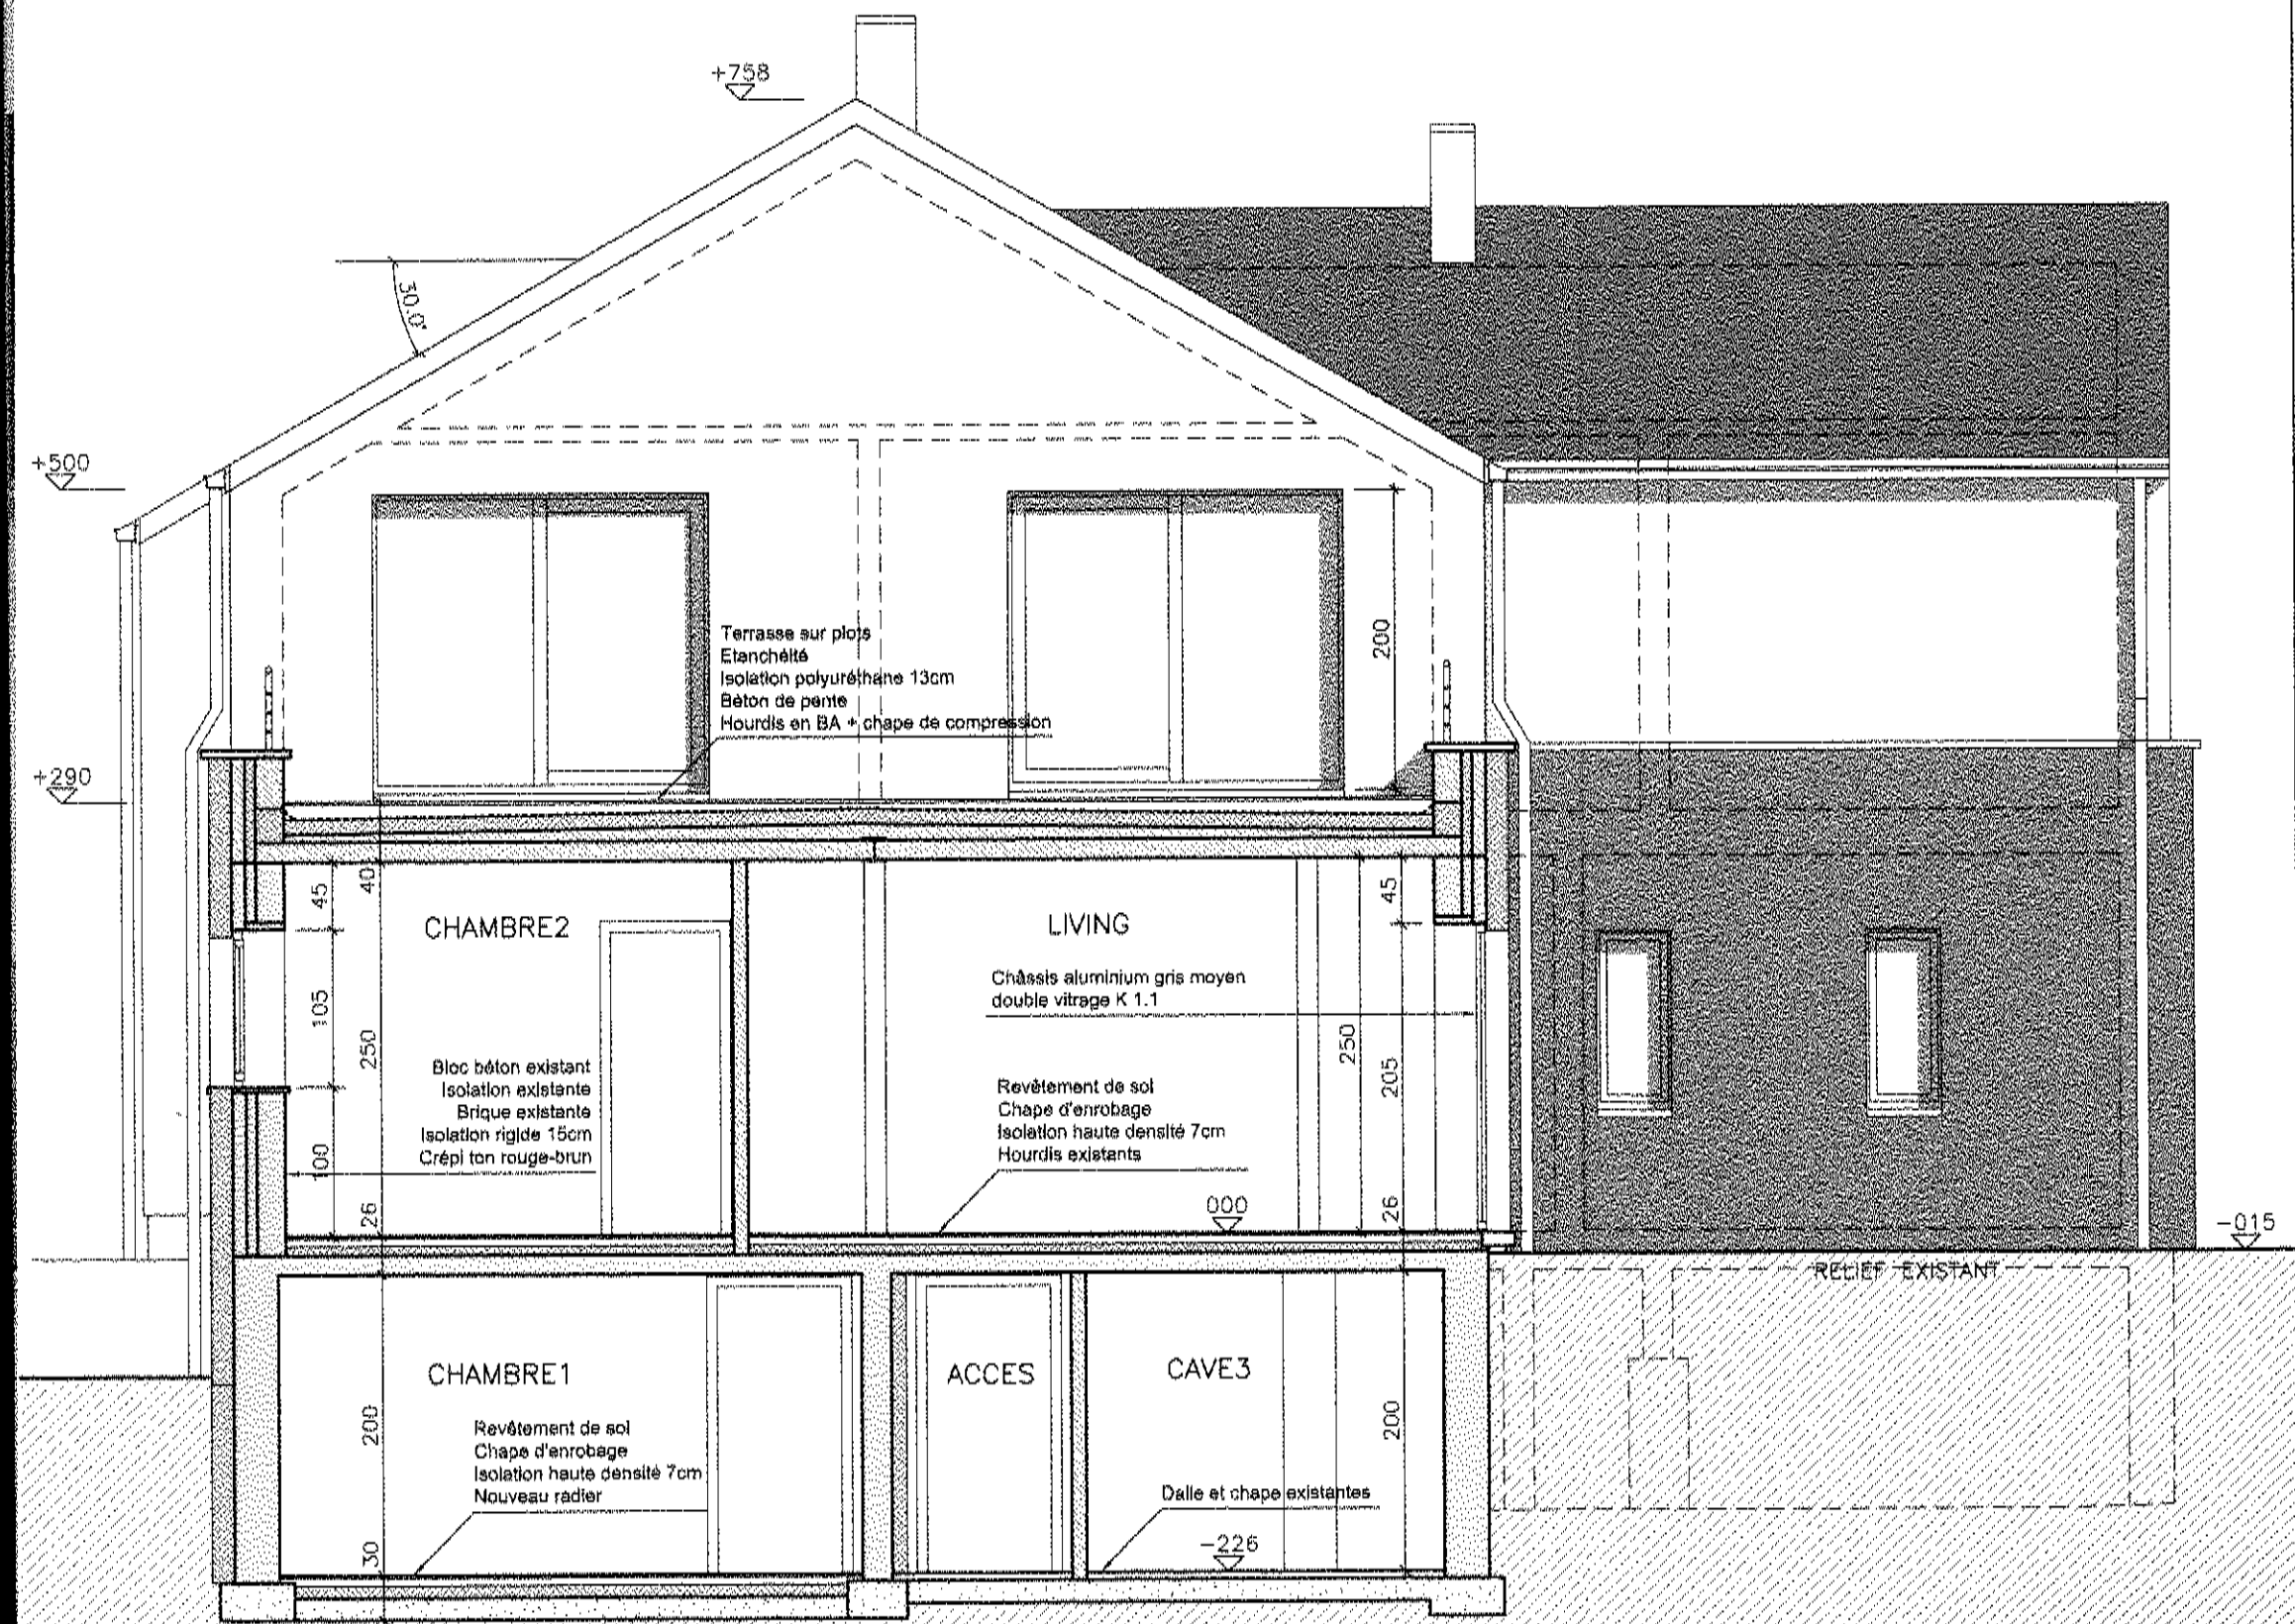 +758
30.0°
+500
Terrasse sur plots
Etanchéité
Isolation polyuréthane 13cm
Béton de pente
Hourdis en BA + chape de compression
200
+290
45
40
CHAMBRE2
LIVING
45
Châssis aluminium gris moyen
double vitrage K 1.1
105
250
250
205
Bloc béton existant
Isolation existante
Brique existante
Isolation rigide 15cm
Crépi ton rouge-brun
Revêtement de sol
Chape d'enrobage
Isolation haute densité 7cm
Hourdis existants
100
26
000
26
-015
RELIEF EXISTANT
CHAMBRE1
ACCES
CAVE3
200
200
Revêtement de sol
Chape d'enrobage
Isolation haute densité 7cm
Nouveau radier
Dalle et chape existantes
30
-226